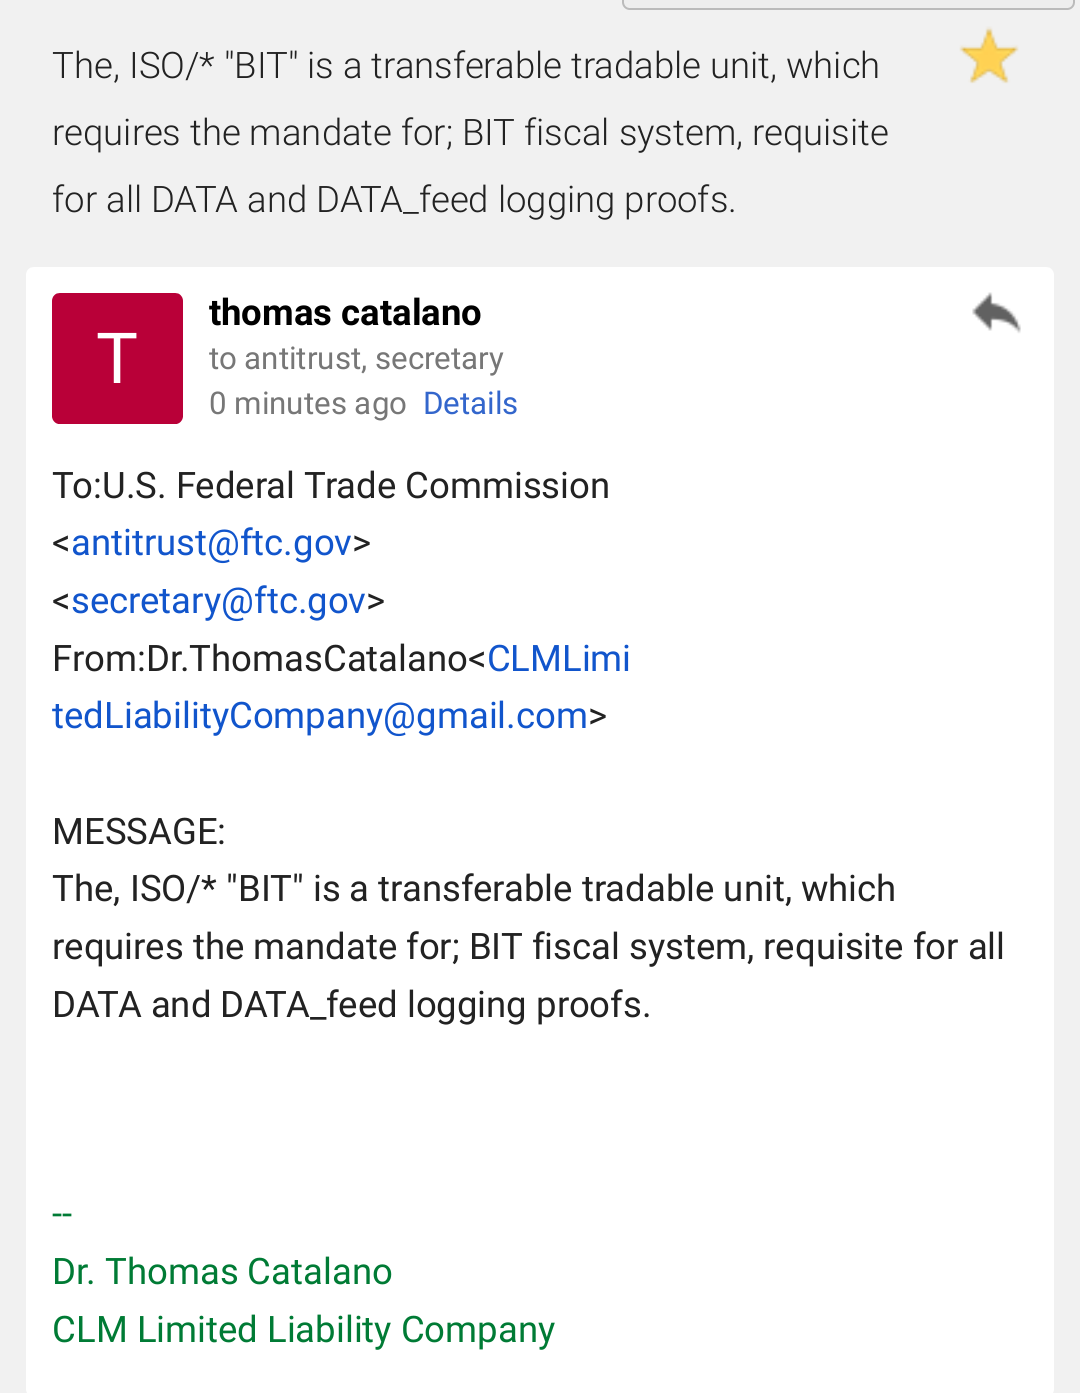 The, ISO/* "BIT" is a transferable tradable unit, which
requires the mandate for; BIT fiscal system, requisite
for all DATA and DATA_feed logging proofs.
T
thomas catalano
to antitrust, secretary
0 minutes ago Details
To:U.S. Federal Trade Commission
<antitrust@ftc.gov>
<secretary@ftc.gov>
From:Dr.ThomasCatalano<CLMLimi
tedLiabilityCompany@gmail.com>
MESSAGE:
The, ISO/* "BIT" is a transferable tradable unit, which
requires the mandate for; BIT fiscal system, requisite for all
DATA and DATA_feed logging proofs.
--
Dr. Thomas Catalano
CLM Limited Liability Company